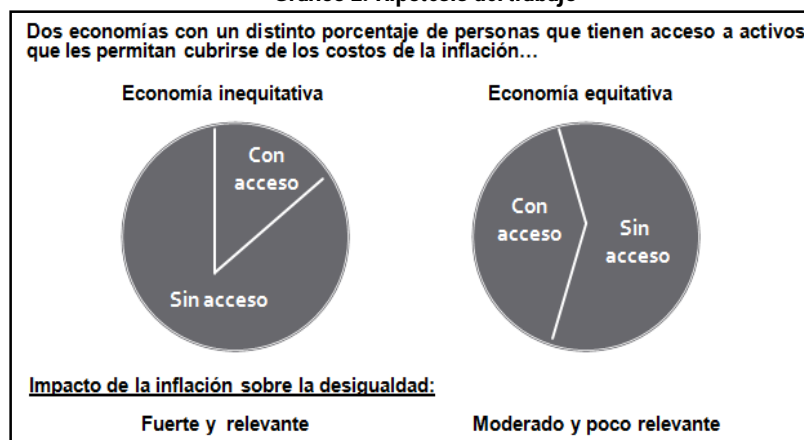 Dos economías con un distinto porcentaje de personas que tienen acceso a activos
que les permitan cubrirse de los costos de la inflación…
Economía inequitativa
Economía equitativa
Con
acceso
Sin acceso
Con
acceso
Sin
acceso
Impacto de la inflación sobre la desigualdad:
Fuerte y relevante
Moderado y poco relevante